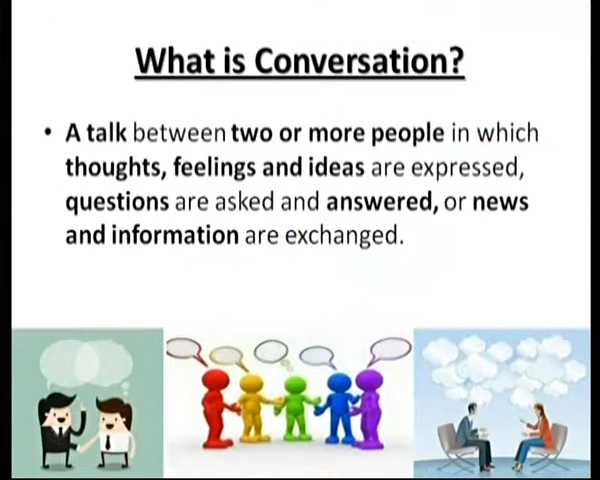 What is Conversation?
• A talk between two or more people in which
thoughts, feelings and ideas are expressed,
questions are asked and answered, or news
and information are exchanged.